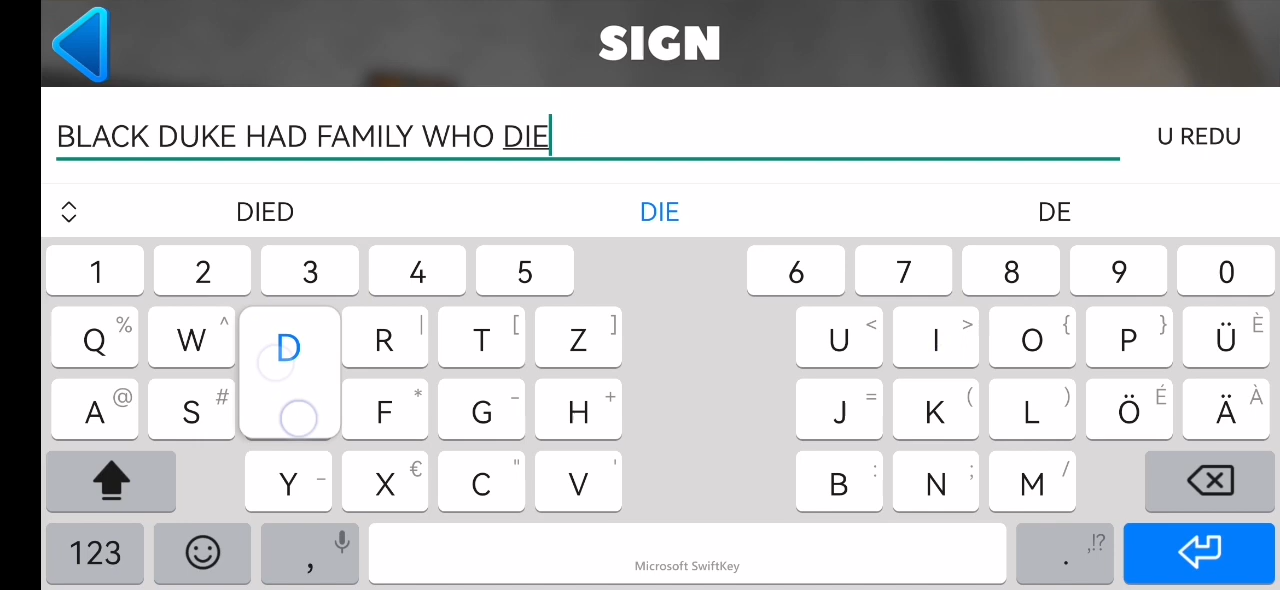 SIGN
BLACK DUKE HAD FAMILY WHO DIE
U REDU
DIED DIE DE
1 2 3 4 5 6 7 8 9 0
Q % W ^ D R | T [ Z ] U < I > O { P } Ü È
A @ S # F * G - H + J = K ( L ) Ö É Ä À
Y _ X € C " V ' B : N ; M /
123 , Microsoft SwiftKey . ,!?